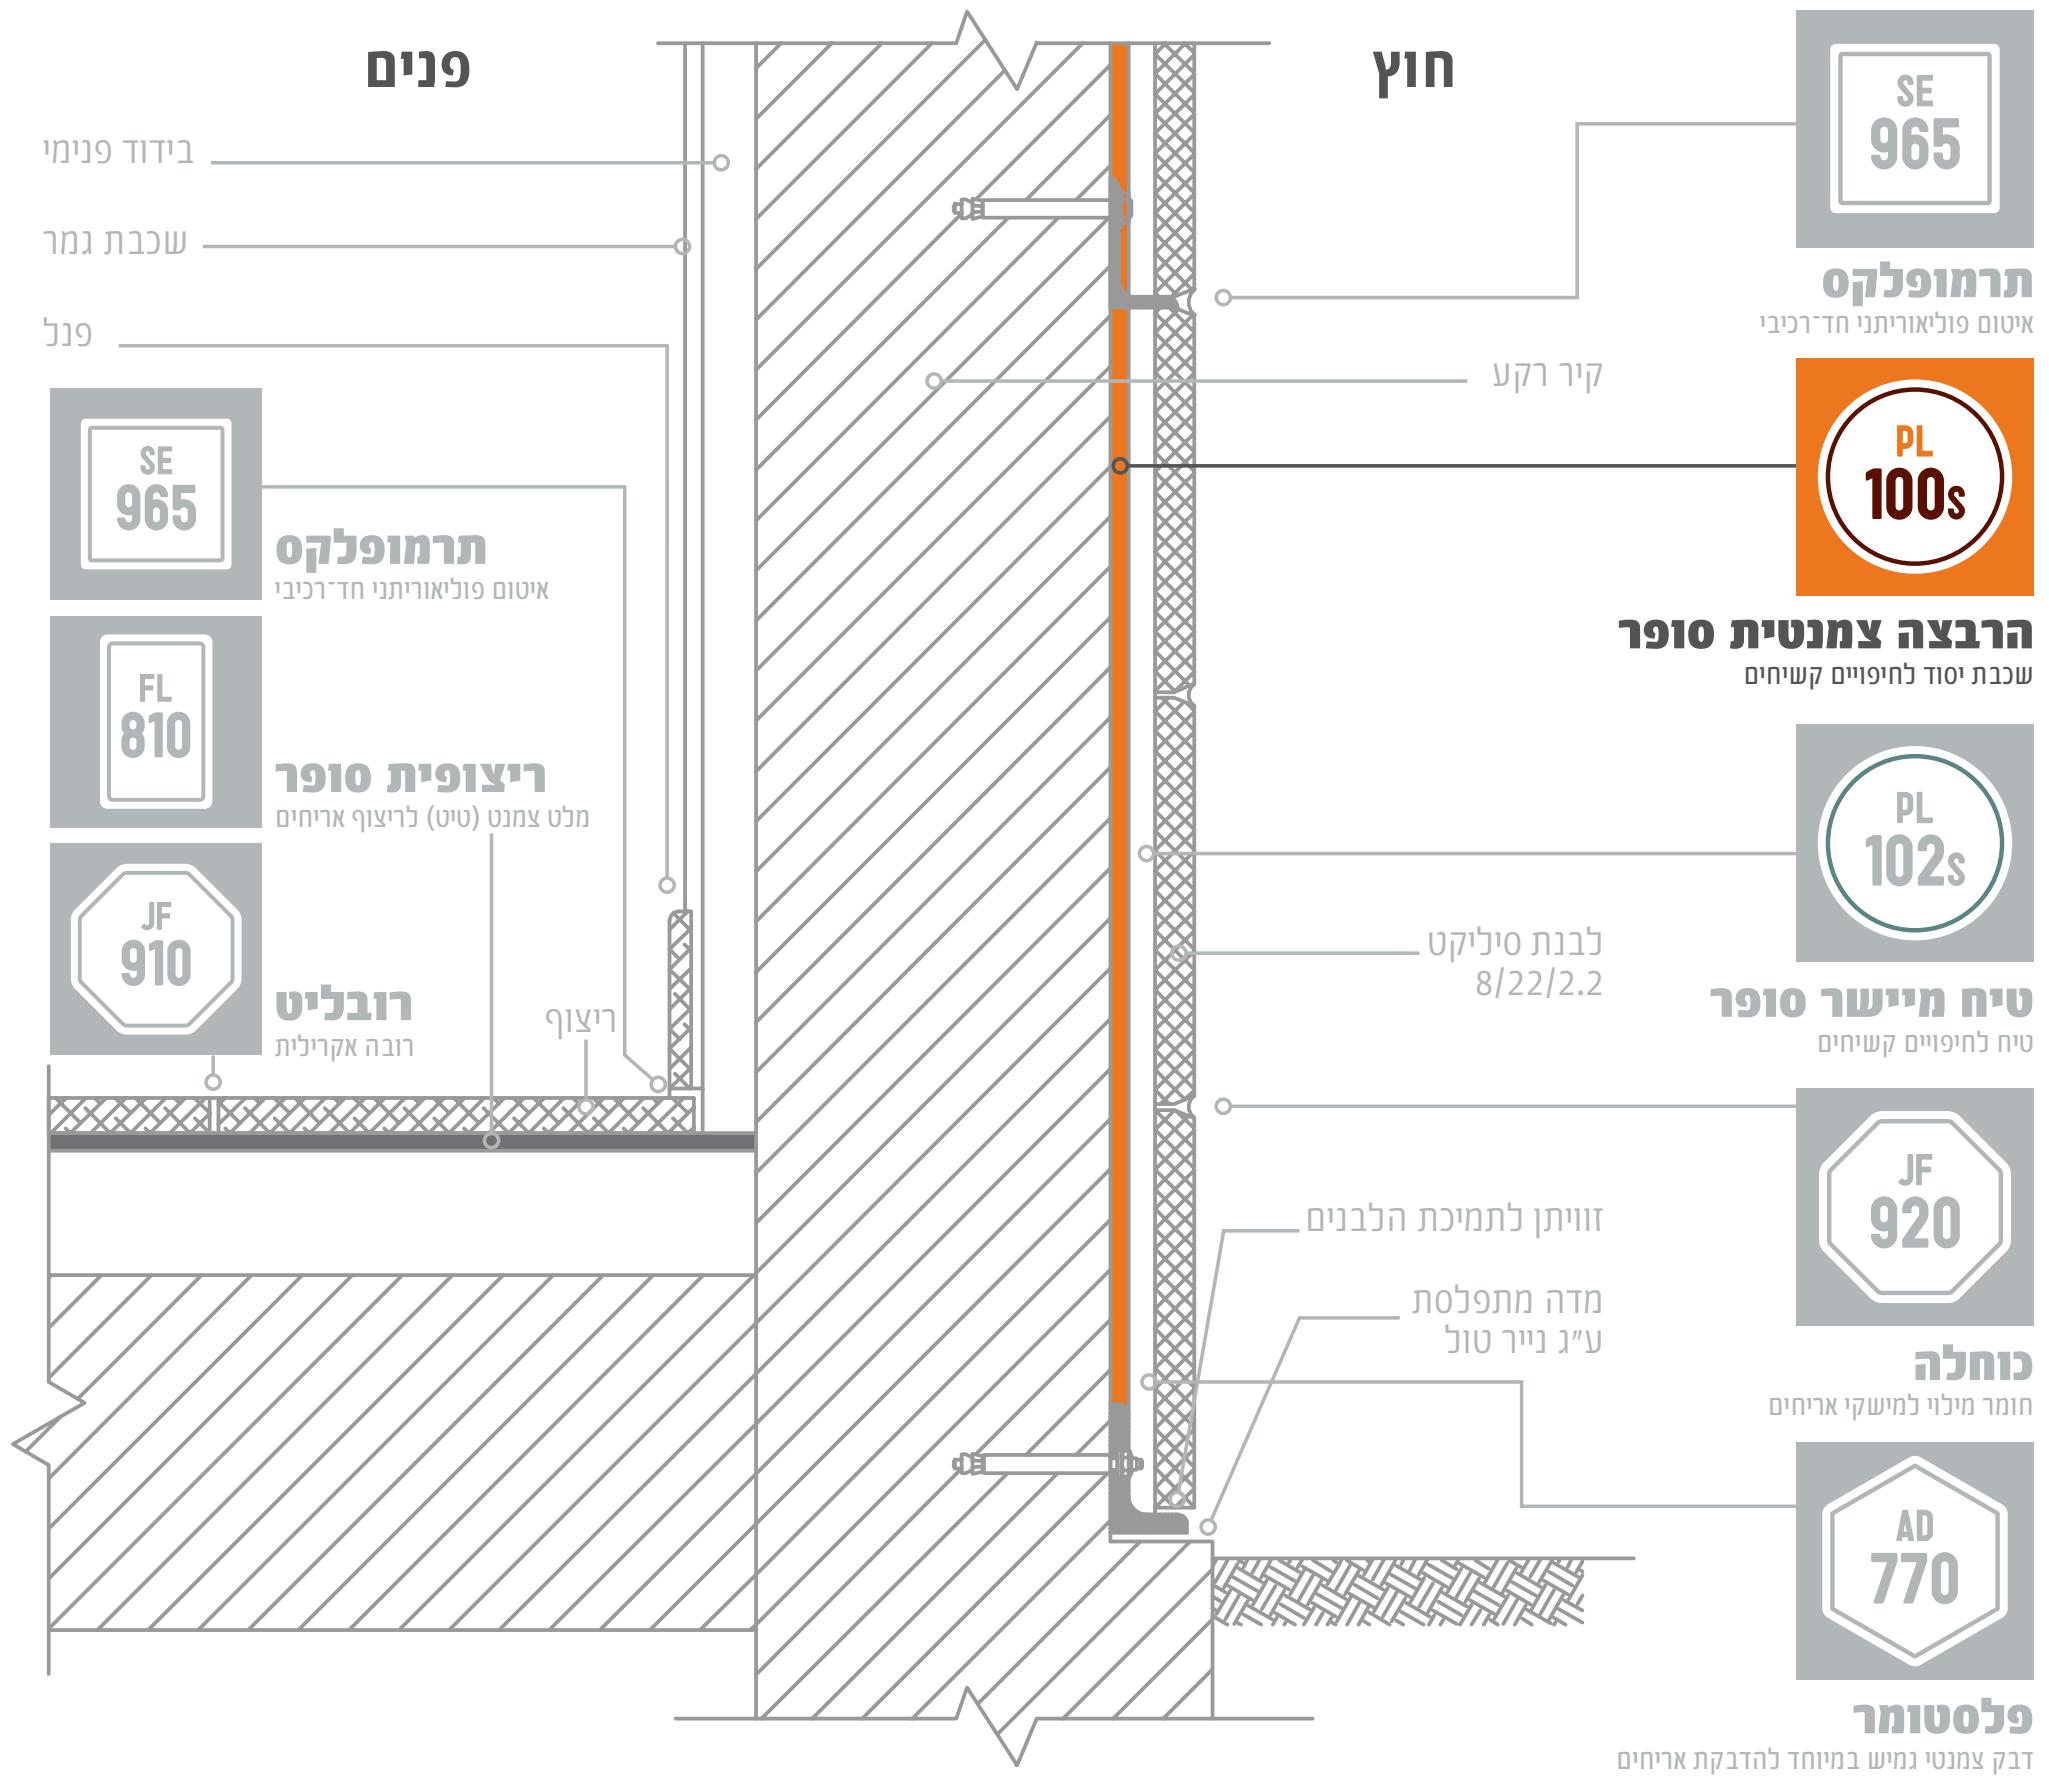 חוץ
פנים
SE
965
תרמופלקס
איטום פוליאוריתני חד־רכיבי
קיר רקע
PL
100s
הרבצה צמנטית סופר
שכבת יסוד לחיפויים קשיחים
PL
102s
טיח מיישר סופר
טיח לחיפויים קשיחים
לבנת סיליקט
8/22/2.2
JF
920
כוחלה
חומר מילוי למישקי אריחים
זוויתן לתמיכת הלבנים
מדה מתפלסת
ע״ג נייר טול
AD
770
פלסטומר
דבק צמנטי גמיש במיוחד להדבקת אריחים
בידוד פנימי
שכבת גמר
פנל
SE
965
תרמופלקס
איטום פוליאוריתני חד־רכיבי
FL
810
ריצופית סופר
מלט צמנט (טיט) לריצוף אריחים
JF
910
רובליט
רובה אקרילית
ריצוף